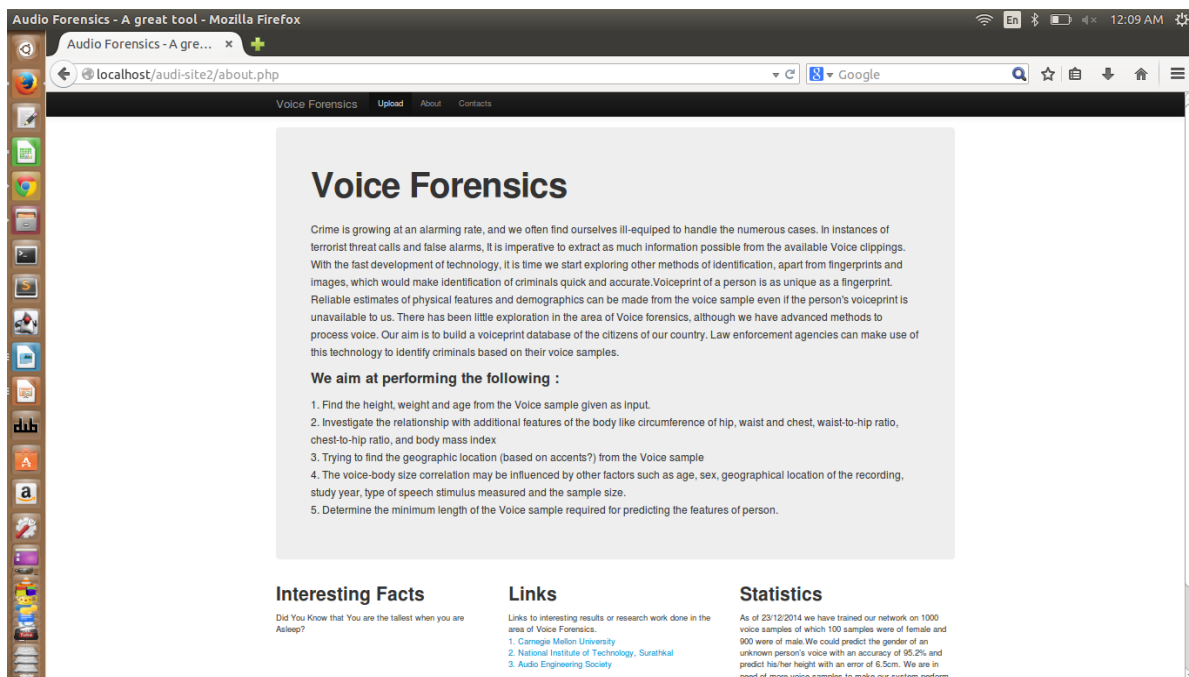 Audio Forensics - A great tool - Mozilla Firefox
En
12:09 AM
Audio Forensics - A gre...
localhost/audi-site2/about.php
Google
Voice Forensics Upload About Contacts
Voice Forensics
Crime is growing at an alarming rate, and we often find ourselves ill-equiped to handle the numerous cases. In instances of
terrorist threat calls and false alarms, It is imperative to extract as much information possible from the available Voice clippings.
With the fast development of technology, it is time we start exploring other methods of identification, apart from fingerprints and
images, which would make identification of criminals quick and accurate.Voiceprint of a person is as unique as a fingerprint.
Reliable estimates of physical features and demographics can be made from the voice sample even if the person's voiceprint is
unavailable to us. There has been little exploration in the area of Voice forensics, although we have advanced methods to
process voice. Our aim is to build a voiceprint database of the citizens of our country. Law enforcement agencies can make use of
this technology to identify criminals based on their voice samples.
We aim at performing the following :
1. Find the height, weight and age from the Voice sample given as input.
2. Investigate the relationship with additional features of the body like circumference of hip, waist and chest, waist-to-hip ratio,
chest-to-hip ratio, and body mass index
3. Trying to find the geographic location (based on accents?) from the Voice sample
4. The voice-body size correlation may be influenced by other factors such as age, sex, geographical location of the recording,
study year, type of speech stimulus measured and the sample size.
5. Determine the minimum length of the Voice sample required for predicting the features of person.
Interesting Facts
Did You Know that You are the tallest when you are
Asleep?
Links
Links to interesting results or research work done in the
area of Voice Forensics.
1. Carnegie Mellon University
2. National Institute of Technology, Surathkal
3. Audio Engineering Society
Statistics
As of 23/12/2014 we have trained our network on 1000
voice samples of which 100 samples were of female and
900 were of male.We could predict the gender of an
unknown person's voice with an accuracy of 95.2% and
predict his/her height with an error of 6.5cm. We are in
need of more voice samples to make our system perform